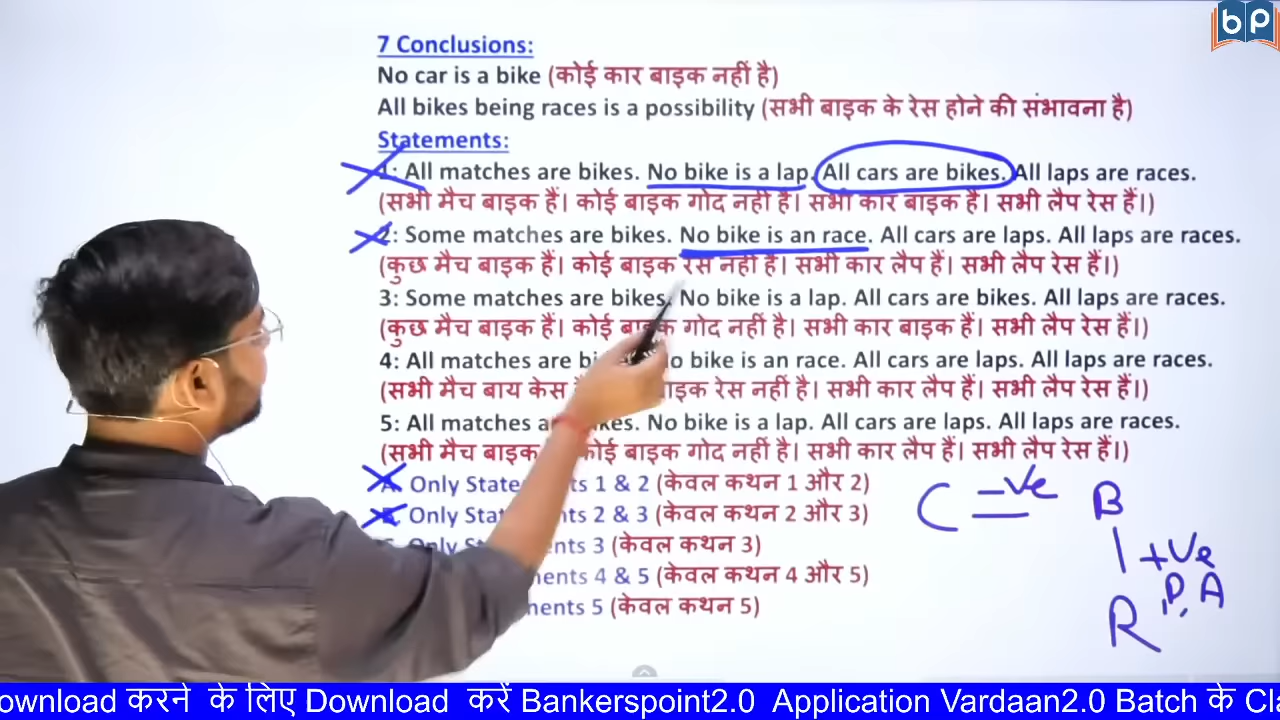 bp
7 Conclusions:
No car is a bike (कोई कार बाइक नहीं है)
All bikes being races is a possibility (सभी बाइक के रेस होने की संभावना है)
Statements:
1: All matches are bikes. No bike is a lap. All cars are bikes. All laps are races.
(सभी मैच बाइक हैं। कोई बाइक गोद नहीं है। सभी कार बाइक हैं। सभी लैप रेस हैं।)
2: Some matches are bikes. No bike is an race. All cars are laps. All laps are races.
(कुछ मैच बाइक हैं। कोई बाइक रेस नहीं है। सभी कार लैप हैं। सभी लैप रेस हैं।)
3: Some matches are bikes. No bike is a lap. All cars are bikes. All laps are races.
(कुछ मैच बाइक हैं। कोई बाइक गोद नहीं है। सभी कार बाइक हैं। सभी लैप रेस हैं।)
4: All matches are bike is an race. All cars are laps. All laps are races.
(सभी मैच बाय केस रेस नहीं है। सभी कार लैप हैं। सभी लैप रेस हैं।)
5: All matches No bike is a lap. All cars are laps. All laps are races.
(सभी मैच बाइक कोई बाइक गोद नहीं है। सभी कार लैप हैं। सभी लैप रेस हैं।)
Only 1 & 2 (केवल कथन 1 और 2)
Only 2 & 3 (केवल कथन 2 और 3)
Only 3 (केवल कथन 3)
4 & 5 (केवल कथन 4 और 5)
5 (केवल कथन 5)
C -ve B
+ve
P, A
R
ownload करने के लिए Download करें Bankerspoint2.0 Application Vardaan2.0 Batch के Cla